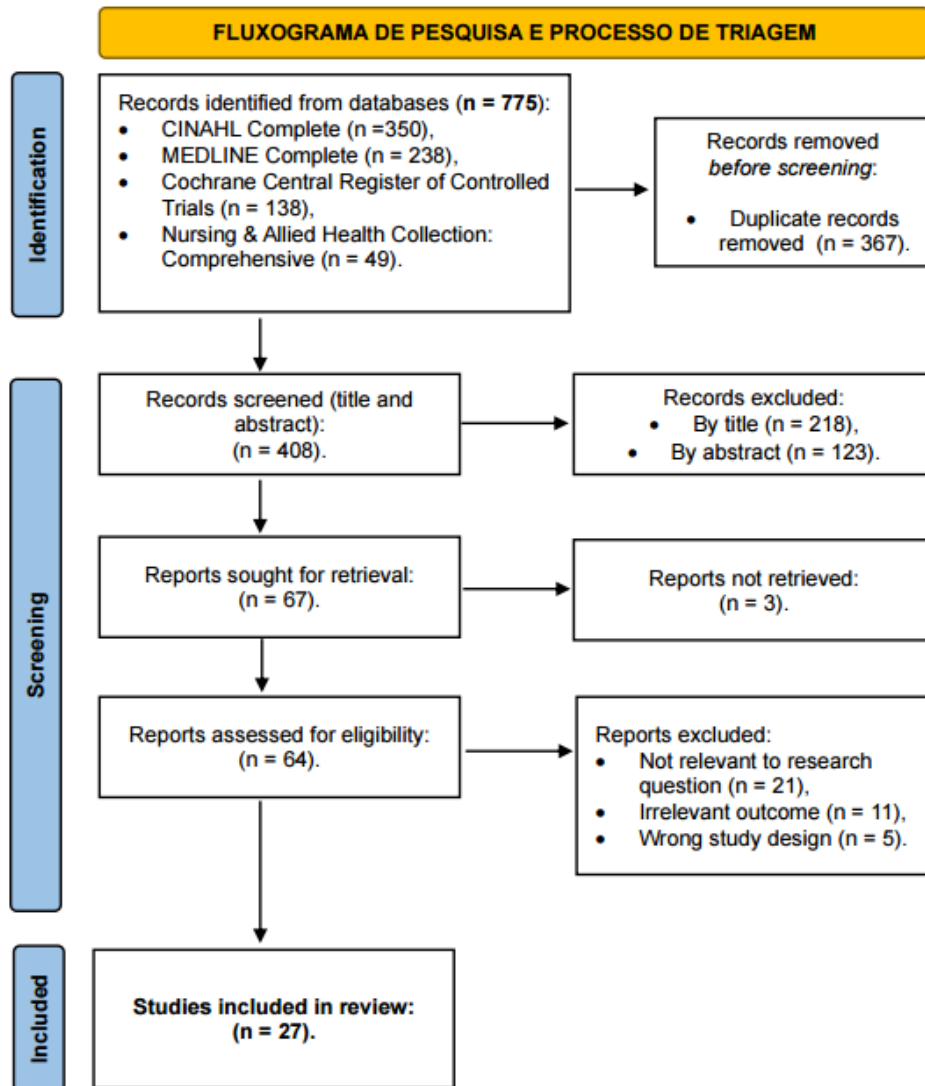 FLUXOGRAMA DE PESQUISA E PROCESSO DE TRIAGEM
Identification
Records identified from databases (n = 775):
• CINAHL Complete (n =350),
• MEDLINE Complete (n = 238),
• Cochrane Central Register of Controlled
Trials (n = 138),
• Nursing & Allied Health Collection:
Comprehensive (n = 49).
Records removed
before screening:
• Duplicate records
removed (n = 367).
Screening
Records screened (title and
abstract):
(n = 408).
Records excluded:
• By title (n = 218),
• By abstract (n = 123).
Reports sought for retrieval:
(n = 67).
Reports not retrieved:
(n = 3).
Reports assessed for eligibility:
(n = 64).
Reports excluded:
• Not relevant to research
question (n = 21),
• Irrelevant outcome (n = 11),
• Wrong study design (n = 5).
Included
Studies included in review:
(n = 27).